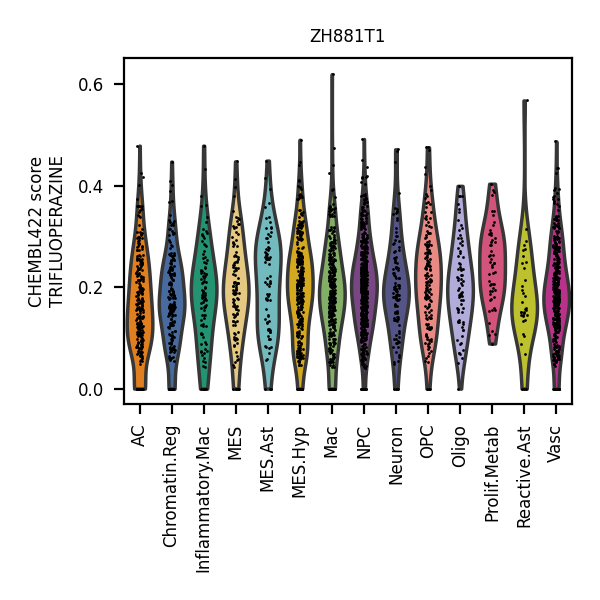 ZH881T1
CHEMBL422 score
TRIFLUOPERAZINE
0.6
0.4
0.2
0.0
AC
Chromatin.Reg
Inflammatory.Mac
MES
MES.Ast
MES.Hyp
Mac
NPC
Neuron
OPC
Oligo
Prolif.Metab
Reactive.Ast
Vasc